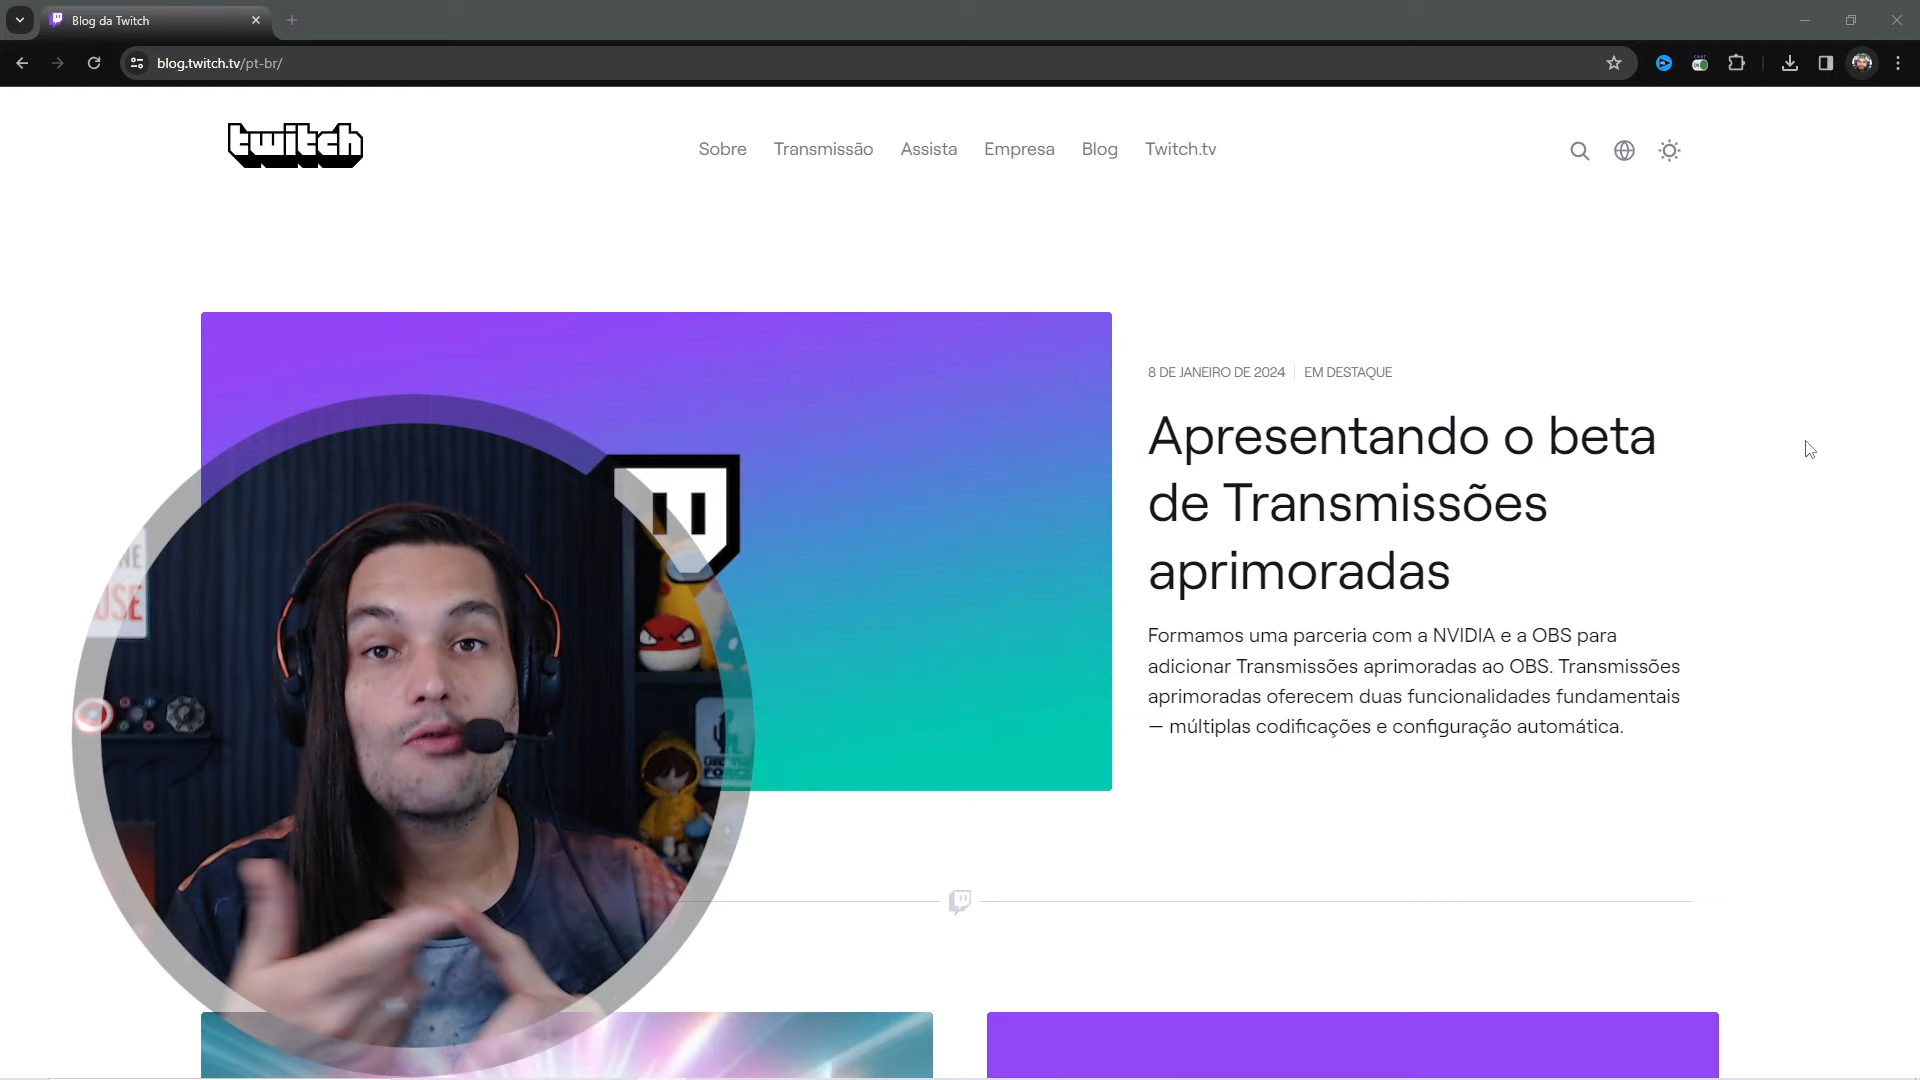 Blog da Twitch
blog.twitch.tv/pt-br/
twitch
Sobre
Transmissão
Assista
Empresa
Blog
Twitch.tv
8 DE JANEIRO DE 2024
EM DESTAQUE
Apresentando o beta
de Transmissões
aprimoradas
Formamos uma parceria com a NVIDIA e a OBS para
adicionar Transmissões aprimoradas ao OBS. Transmissões
aprimoradas oferecem duas funcionalidades fundamentais
— múltiplas codificações e configuração automática.